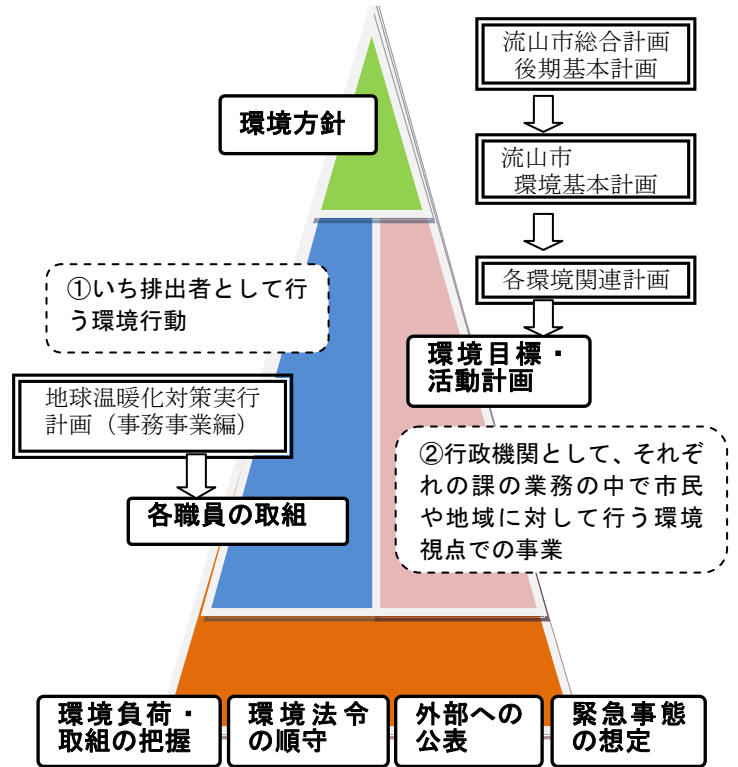 流山市総合計画
後期基本計画
環境方針
流山市
環境基本計画
①いち排出者として行
う環境行動
各環境関連計画
環境目標・
活動計画
地球温暖化対策実行
計画（事務事業編）
②行政機関として、それぞ
れの課の業務の中で市民
や地域に対して行う環境
視点での事業
各職員の取組
環境負荷・
取組の把握
環境法令
の順守
外部への
公表
緊急事態
の想定